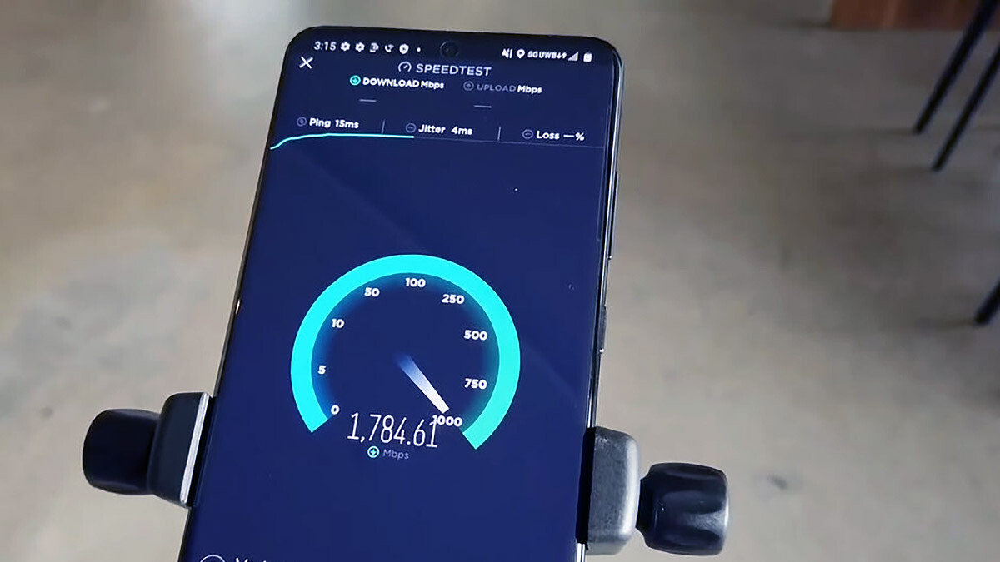 3:15 5G UWB
SPEEDTEST
DOWNLOAD Mbps UPLOAD Mbps
— —
Ping 15ms Jitter 4ms Loss —%
100
50 250
10 500
5 750
0 1000
1,784.61
Mbps